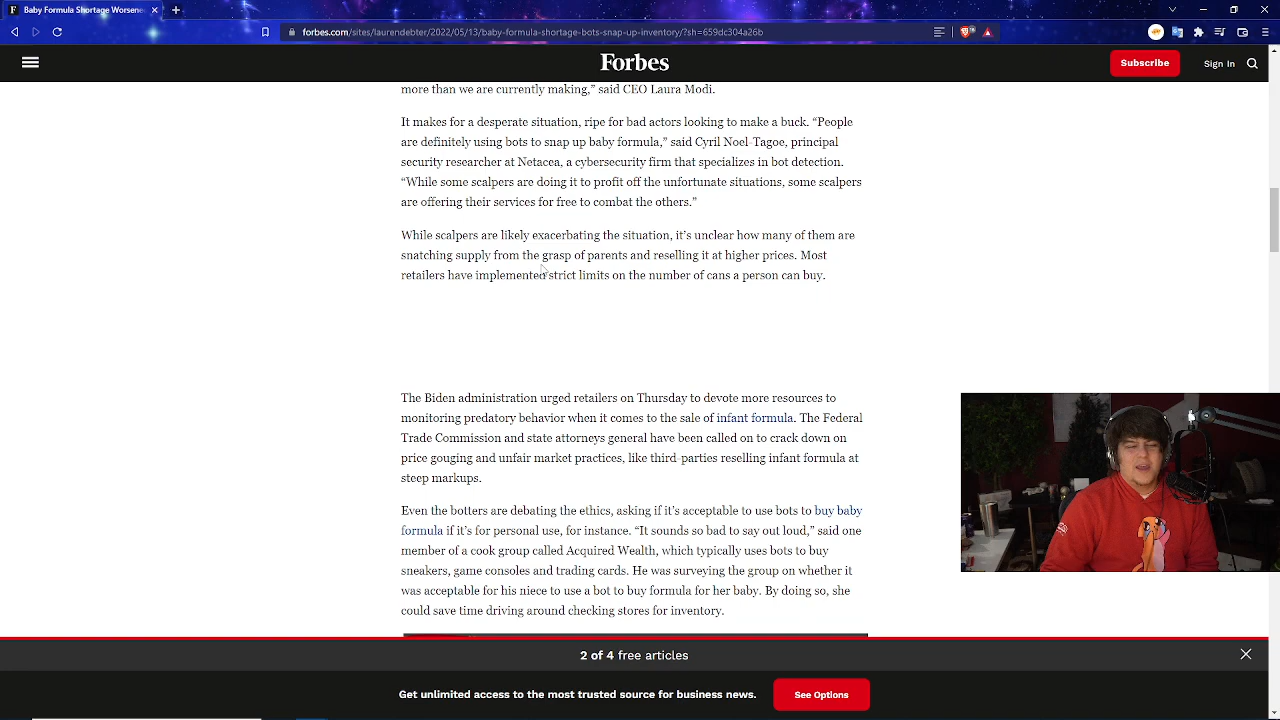 Baby Formula Shortage Worsene
forbes.com/sites/laurendebter/2022/05/13/baby-formula-shortage-bots-snap-up-inventory/?sh=659dc304a26b
Forbes
Subscribe
Sign In
more than we are currently making,” said CEO Laura Modi.
It makes for a desperate situation, ripe for bad actors looking to make a buck. “People
are definitely using bots to snap up baby formula,” said Cyril Noel-Tagoe, principal
security researcher at Netacea, a cybersecurity firm that specializes in bot detection.
“While some scalpers are doing it to profit off the unfortunate situations, some scalpers
are offering their services for free to combat the others.”
While scalpers are likely exacerbating the situation, it’s unclear how many of them are
snatching supply from the grasp of parents and reselling it at higher prices. Most
retailers have implemented strict limits on the number of cans a person can buy.
The Biden administration urged retailers on Thursday to devote more resources to
monitoring predatory behavior when it comes to the sale of infant formula. The Federal
Trade Commission and state attorneys general have been called on to crack down on
price gouging and unfair market practices, like third-parties reselling infant formula at
steep markups.
Even the botters are debating the ethics, asking if it’s acceptable to use bots to buy baby
formula if it’s for personal use, for instance. “It sounds so bad to say out loud,” said one
member of a cook group called Acquired Wealth, which typically uses bots to buy
sneakers, game consoles and trading cards. He was surveying the group on whether it
was acceptable for his niece to use a bot to buy formula for her baby. By doing so, she
could save time driving around checking stores for inventory.
2 of 4 free articles
Get unlimited access to the most trusted source for business news.
See Options